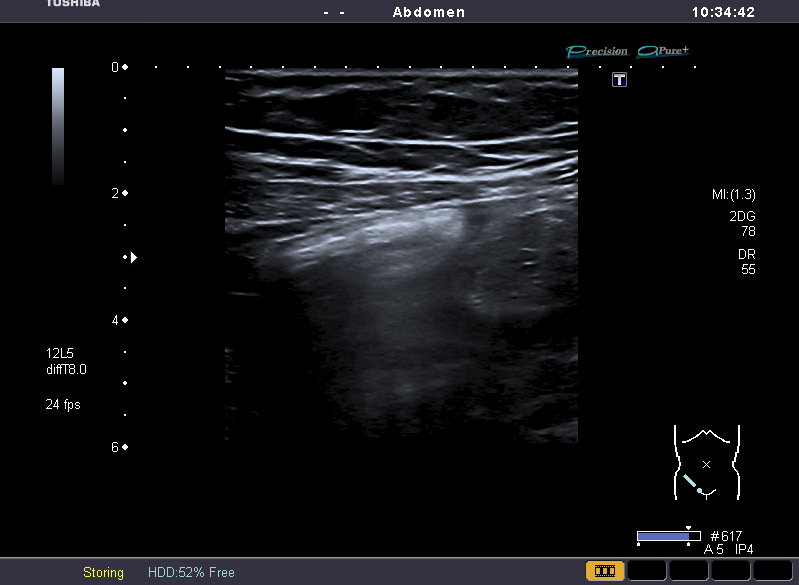 TOSHIBA
- - Abdomen 10:34:42
Precision APure+
0
T
2
MI:(1.3)
2DG
78
DR
55
4
12L5
diffT8.0
24 fps
6
#617
A 5 IP4
Storing HDD:52% Free